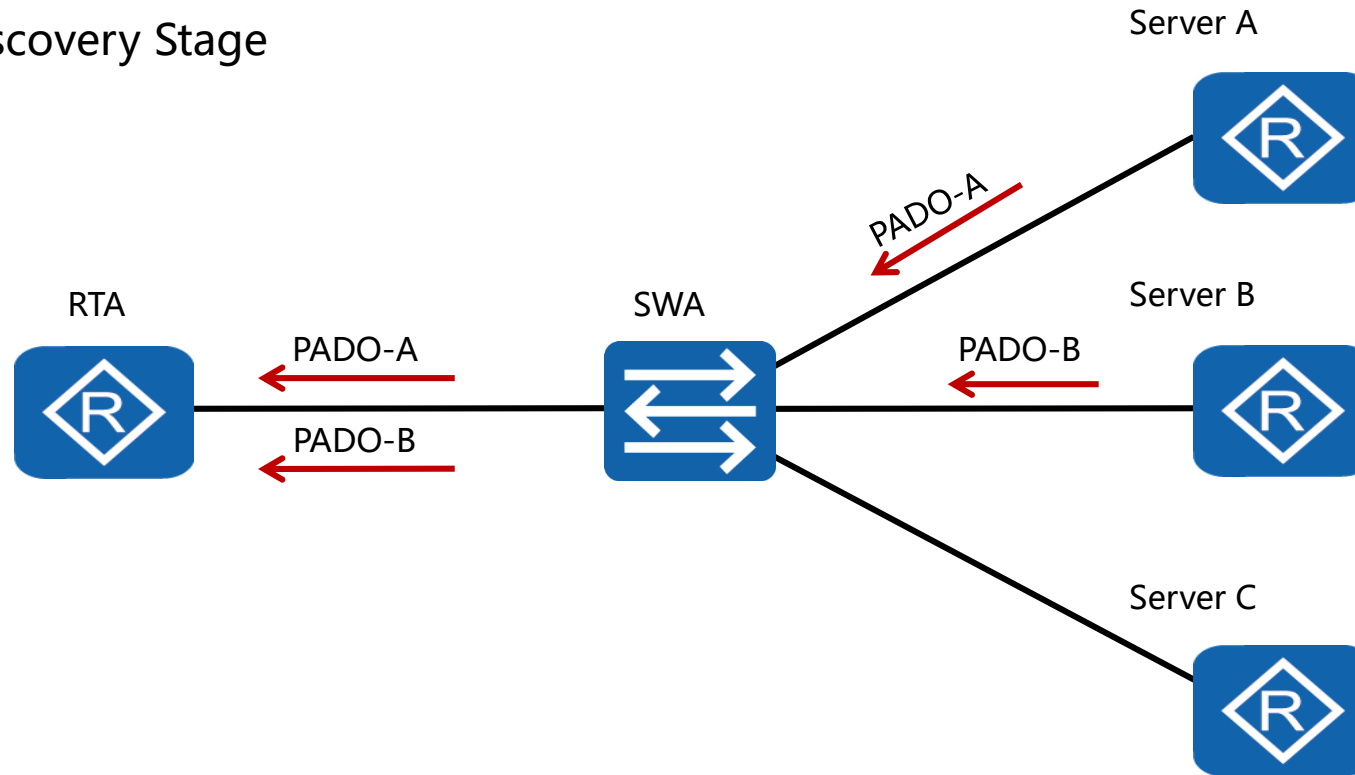 scovery Stage
Server A
PADO-A
Server B
RTA
SWA
PADO-A
PADO-B
PADO-B
Server C
R
R
R
R